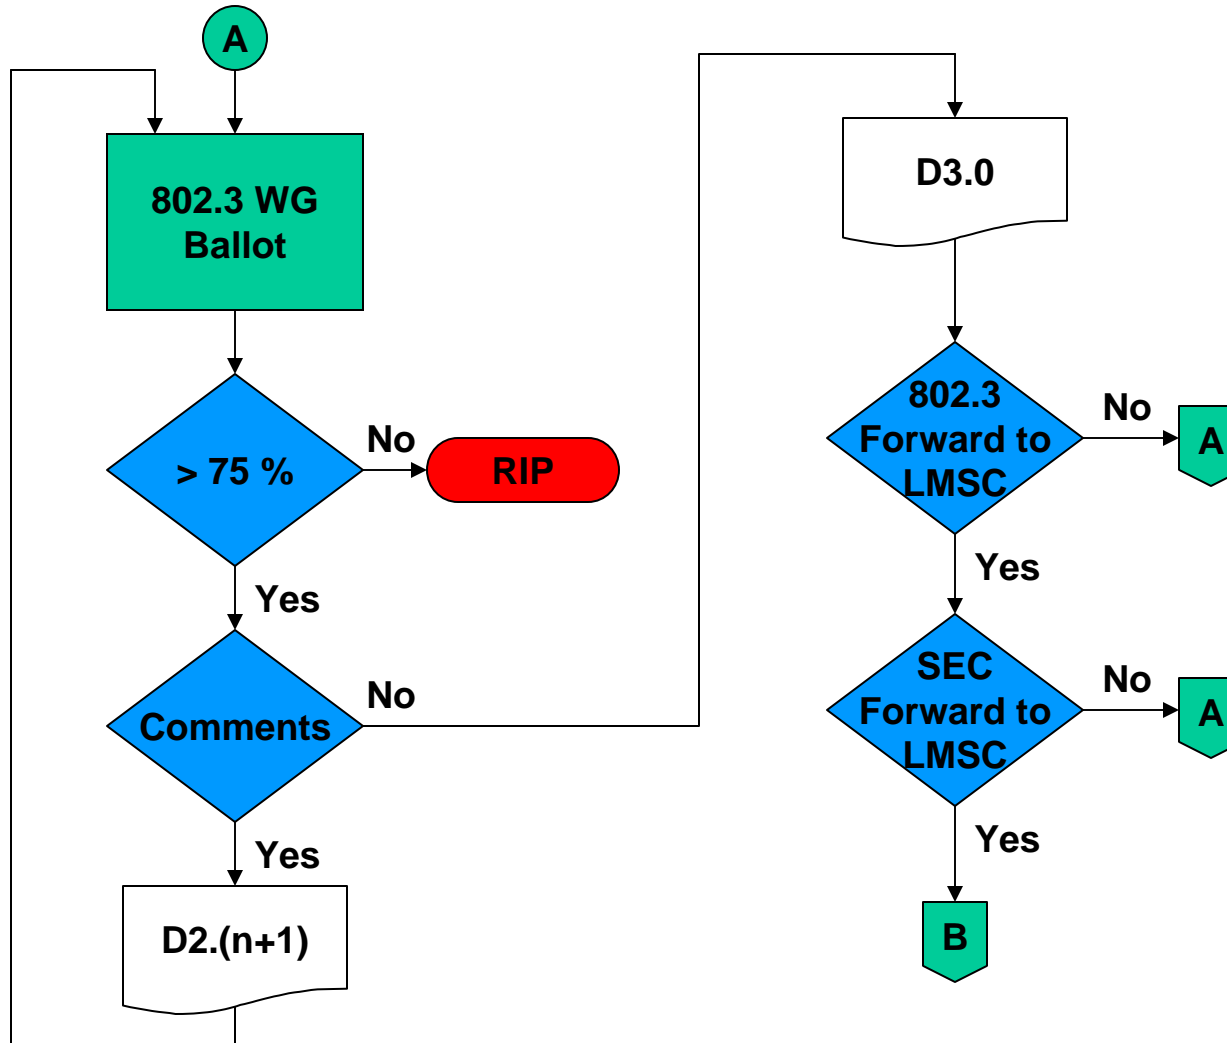 A
802.3 WG
Ballot
> 75 %
No
RIP
Yes
Comments
No
Yes
D2.(n+1)
D3.0
802.3
Forward to
LMSC
No
A
Yes
SEC
Forward to
LMSC
No
A
Yes
B